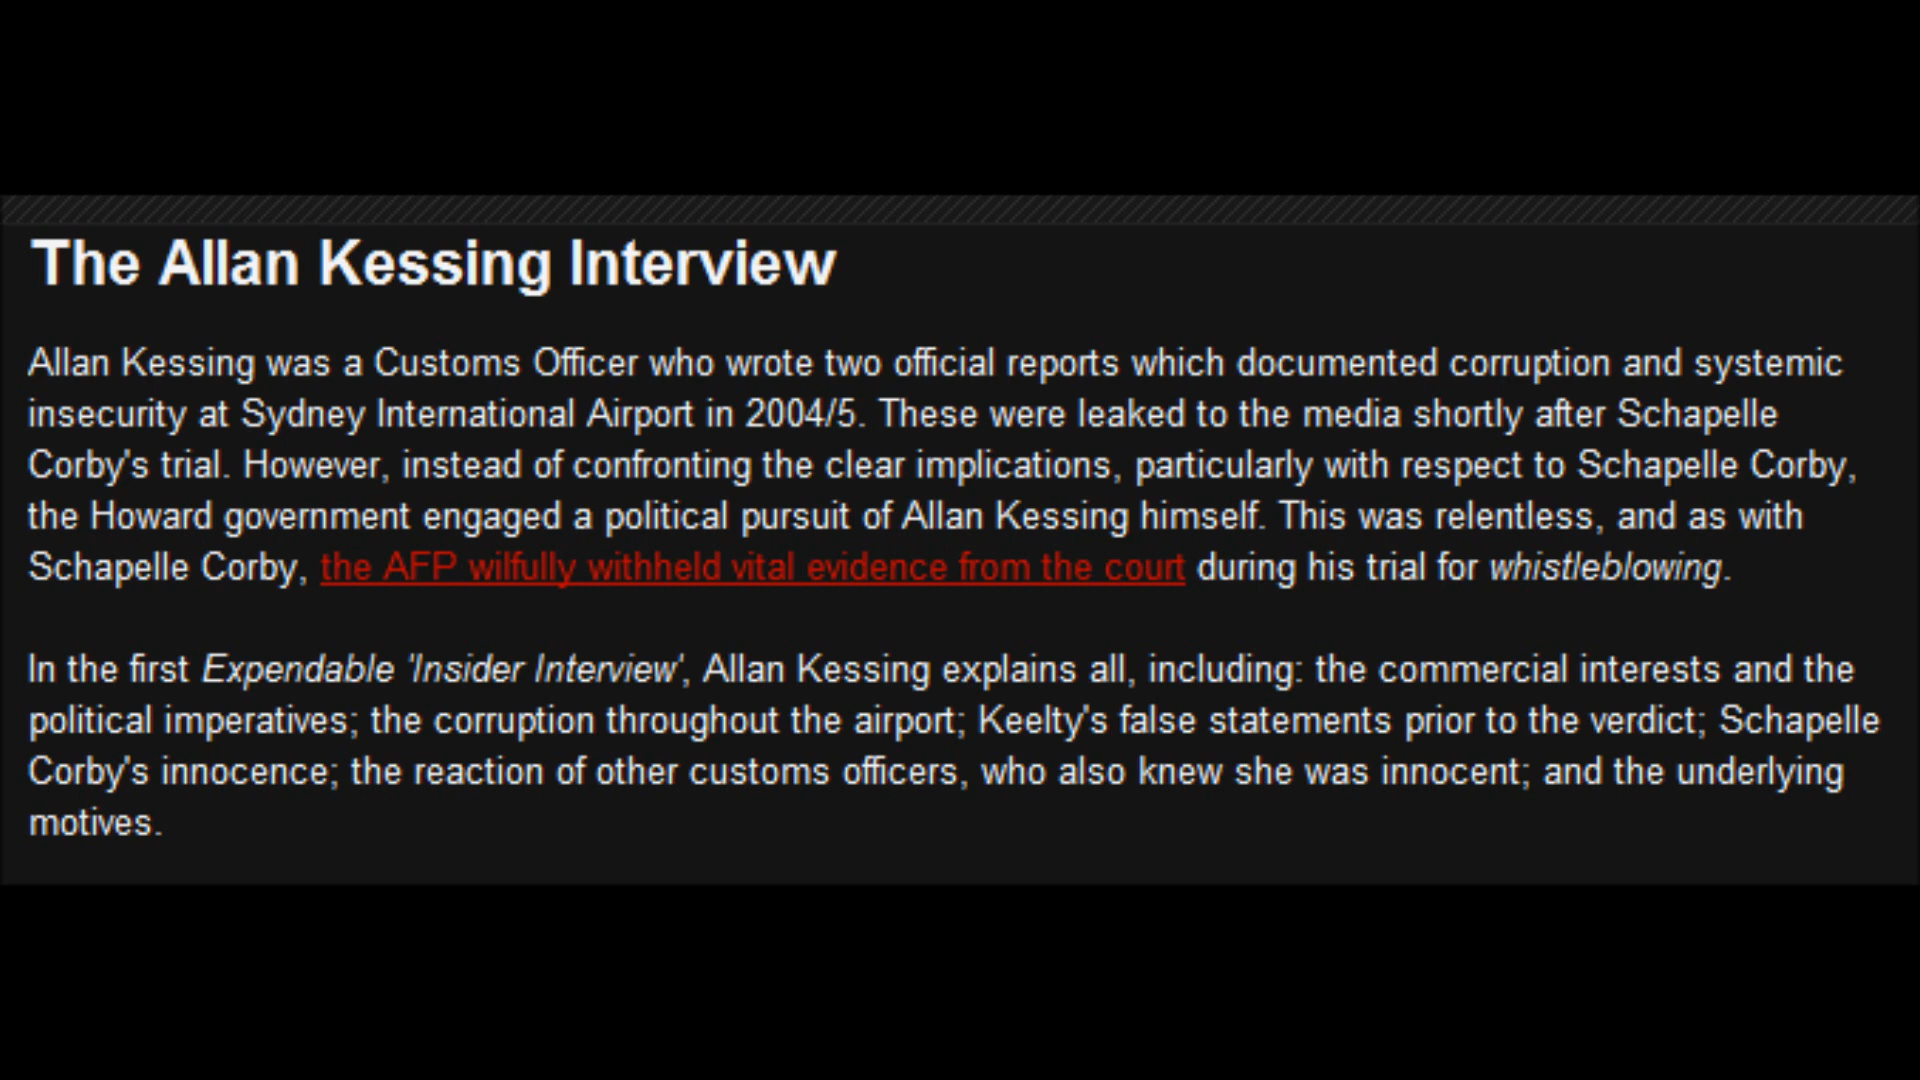 The Allan Kessing Interview
Allan Kessing was a Customs Officer who wrote two official reports which documented corruption and systemic
insecurity at Sydney International Airport in 2004/5. These were leaked to the media shortly after Schapelle
Corby's trial. However, instead of confronting the clear implications, particularly with respect to Schapelle Corby,
the Howard government engaged a political pursuit of Allan Kessing himself. This was relentless, and as with
Schapelle Corby, the AFP wilfully withheld vital evidence from the court during his trial for whistleblowing.
In the first Expendable 'Insider Interview', Allan Kessing explains all, including: the commercial interests and the
political imperatives; the corruption throughout the airport; Keelty's false statements prior to the verdict; Schapelle
Corby's innocence; the reaction of other customs officers, who also knew she was innocent; and the underlying
motives.